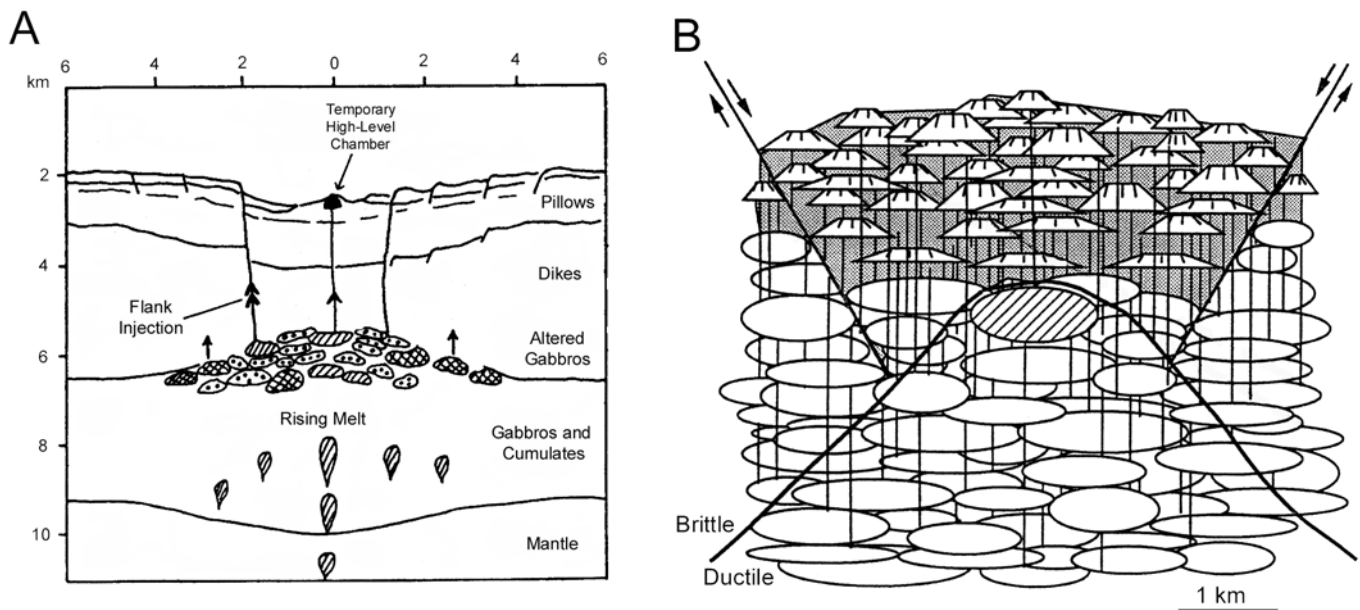 A
6 4 2 0 2 4 6
km
Temporary
High-Level
Chamber
2
Pillows
4
Dikes
Flank
Injection
Altered
Gabbros
6
Rising Melt
8
Gabbros and
Cumulates
10
Mantle
B
Brittle
Ductile
1 km